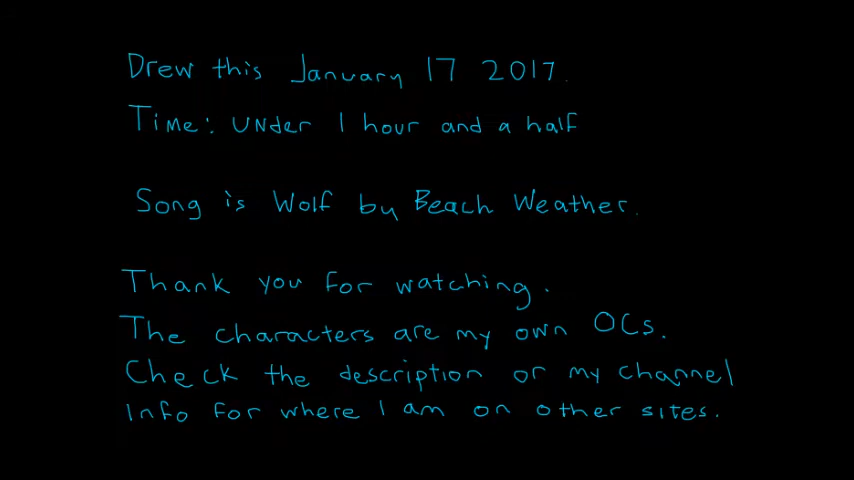 Drew this January 17 2017.
Time: UNder 1 hour and a half
Song is Wolf by Beach Weather.
Thank you for watching.
The characters are my own OCs.
Check the description or my channel
Info for where I am on other sites.